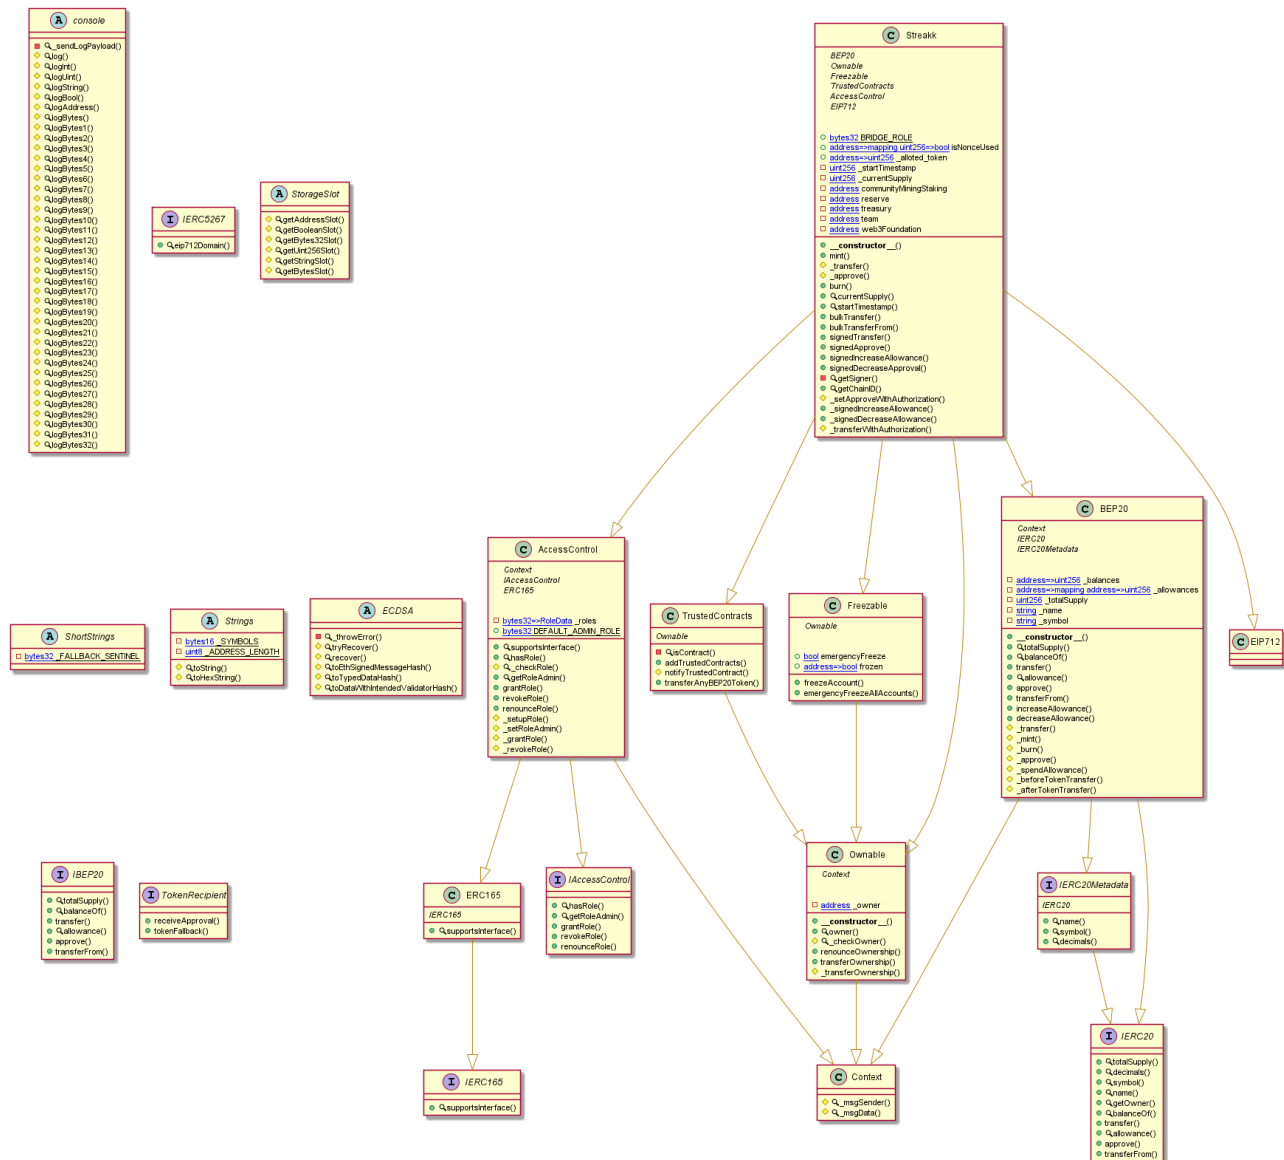 A console
_sendLogPayload()
log()
logInt()
logUint()
logString()
logBool()
logAddress()
logBytes()
logBytes1()
logBytes2()
logBytes3()
logBytes4()
logBytes5()
logBytes6()
logBytes7()
logBytes8()
logBytes9()
logBytes10()
logBytes11()
logBytes12()
logBytes13()
logBytes14()
logBytes15()
logBytes16()
logBytes17()
logBytes18()
logBytes19()
logBytes20()
logBytes21()
logBytes22()
logBytes23()
logBytes24()
logBytes25()
logBytes26()
logBytes27()
logBytes28()
logBytes29()
logBytes30()
logBytes31()
logBytes32()
I IERC5267
eip712Domain()
A StorageSlot
getAddressSlot()
getBooleanSlot()
getBytes32Slot()
getUint256Slot()
getStringSlot()
getBytesSlot()
C Streakk
BEP20
Ownable
Freezable
TrustedContracts
AccessControl
EIP712
bytes32 BRIDGE_ROLE
address=>mapping uint256=>bool isNonceUsed
address=>uint256 _alloted_token
uint256 _startTimestamp
uint256 _currentSupply
address communityMiningStaking
address reserve
address treasury
address team
address web3Foundation
__constructor__()
mint()
_transfer()
_approve()
burn()
currentSupply()
startTimestamp()
bulkTransfer()
bulkTransferFrom()
signedTransfer()
signedApprove()
signedIncreaseAllowance()
signedDecreaseApproval()
getSigner()
getChainID()
_setApproveWithAuthorization()
_signedIncreaseAllowance()
_signedDecreaseAllowance()
_transferWithAuthorization()
A ShortStrings
bytes32 _FALLBACK_SENTINEL
A Strings
bytes16 _SYMBOLS
uint8 _ADDRESS_LENGTH
toString()
toHexString()
A ECDSA
_throwError()
tryRecover()
recover()
toEthSignedMessageHash()
toTypedDataHash()
toDataWithIntendedValidatorHash()
C AccessControl
Context
IAccessControl
ERC165
bytes32=>RoleData _roles
bytes32 DEFAULT_ADMIN_ROLE
supportsInterface()
hasRole()
_checkRole()
getRoleAdmin()
grantRole()
revokeRole()
renounceRole()
_setupRole()
_setRoleAdmin()
_grantRole()
_revokeRole()
C TrustedContracts
Ownable
isContract()
addTrustedContracts()
notifyTrustedContract()
transferAnyBEP20Token()
C Freezable
Ownable
bool emergencyFreeze
address=>bool frozen
freezeAccount()
emergencyFreezeAllAccounts()
C BEP20
Context
IERC20
IERC20Metadata
address=>uint256 _balances
address=>mapping address=>uint256 _allowances
uint256 _totalSupply
string _name
string _symbol
__constructor__()
totalSupply()
balanceOf()
transfer()
allowance()
approve()
transferFrom()
increaseAllowance()
decreaseAllowance()
_transfer()
_mint()
_burn()
_approve()
_spendAllowance()
_beforeTokenTransfer()
_afterTokenTransfer()
C EIP712
I IBEP20
totalSupply()
balanceOf()
transfer()
allowance()
approve()
transferFrom()
I TokenRecipient
receiveApproval()
tokenFallback()
C ERC165
IERC165
supportsInterface()
I IAccessControl
hasRole()
getRoleAdmin()
grantRole()
revokeRole()
renounceRole()
C Ownable
Context
address _owner
__constructor__()
owner()
_checkOwner()
renounceOwnership()
transferOwnership()
_transferOwnership()
I IERC20Metadata
IERC20
name()
symbol()
decimals()
I IERC165
supportsInterface()
C Context
_msgSender()
_msgData()
I IERC20
totalSupply()
decimals()
symbol()
name()
getOwner()
balanceOf()
transfer()
allowance()
approve()
transferFrom()